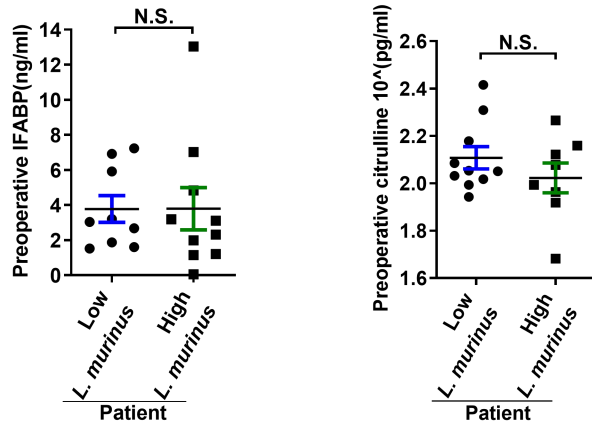 N.S.
Preoperative IFABP(ng/ml)
14
12
10
8
6
4
2
0
Low
L. murinus
High
L. murinus
Patient
N.S.
Preoperative citrulline 10^(pg/ml)
2.6
2.4
2.2
2.0
1.8
1.6
Low
L. murinus
High
L. murinus
Patient